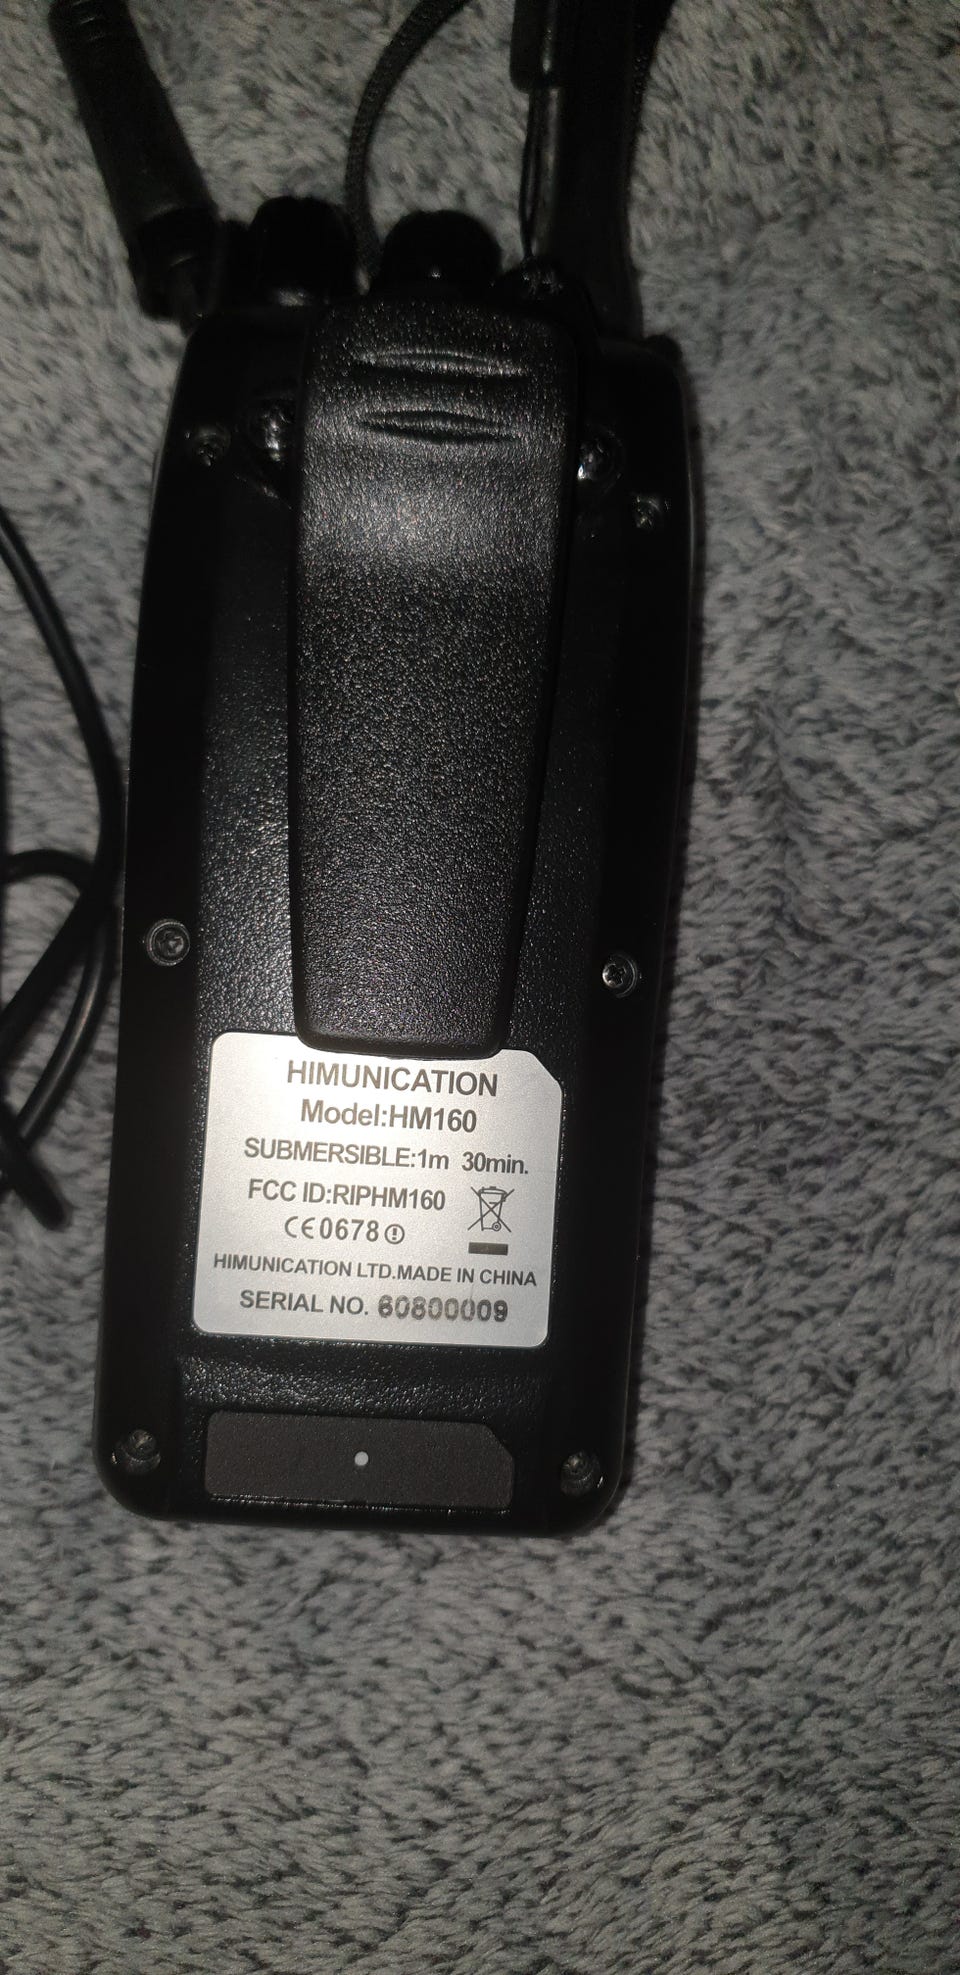 HIMUNICATION
Model:HM160
SUBMERSIBLE:1m 30min.
FCC ID:RIPHM160
CE0678
HIMUNICATION LTD.MADE IN CHINA
SERIAL NO. 60800009